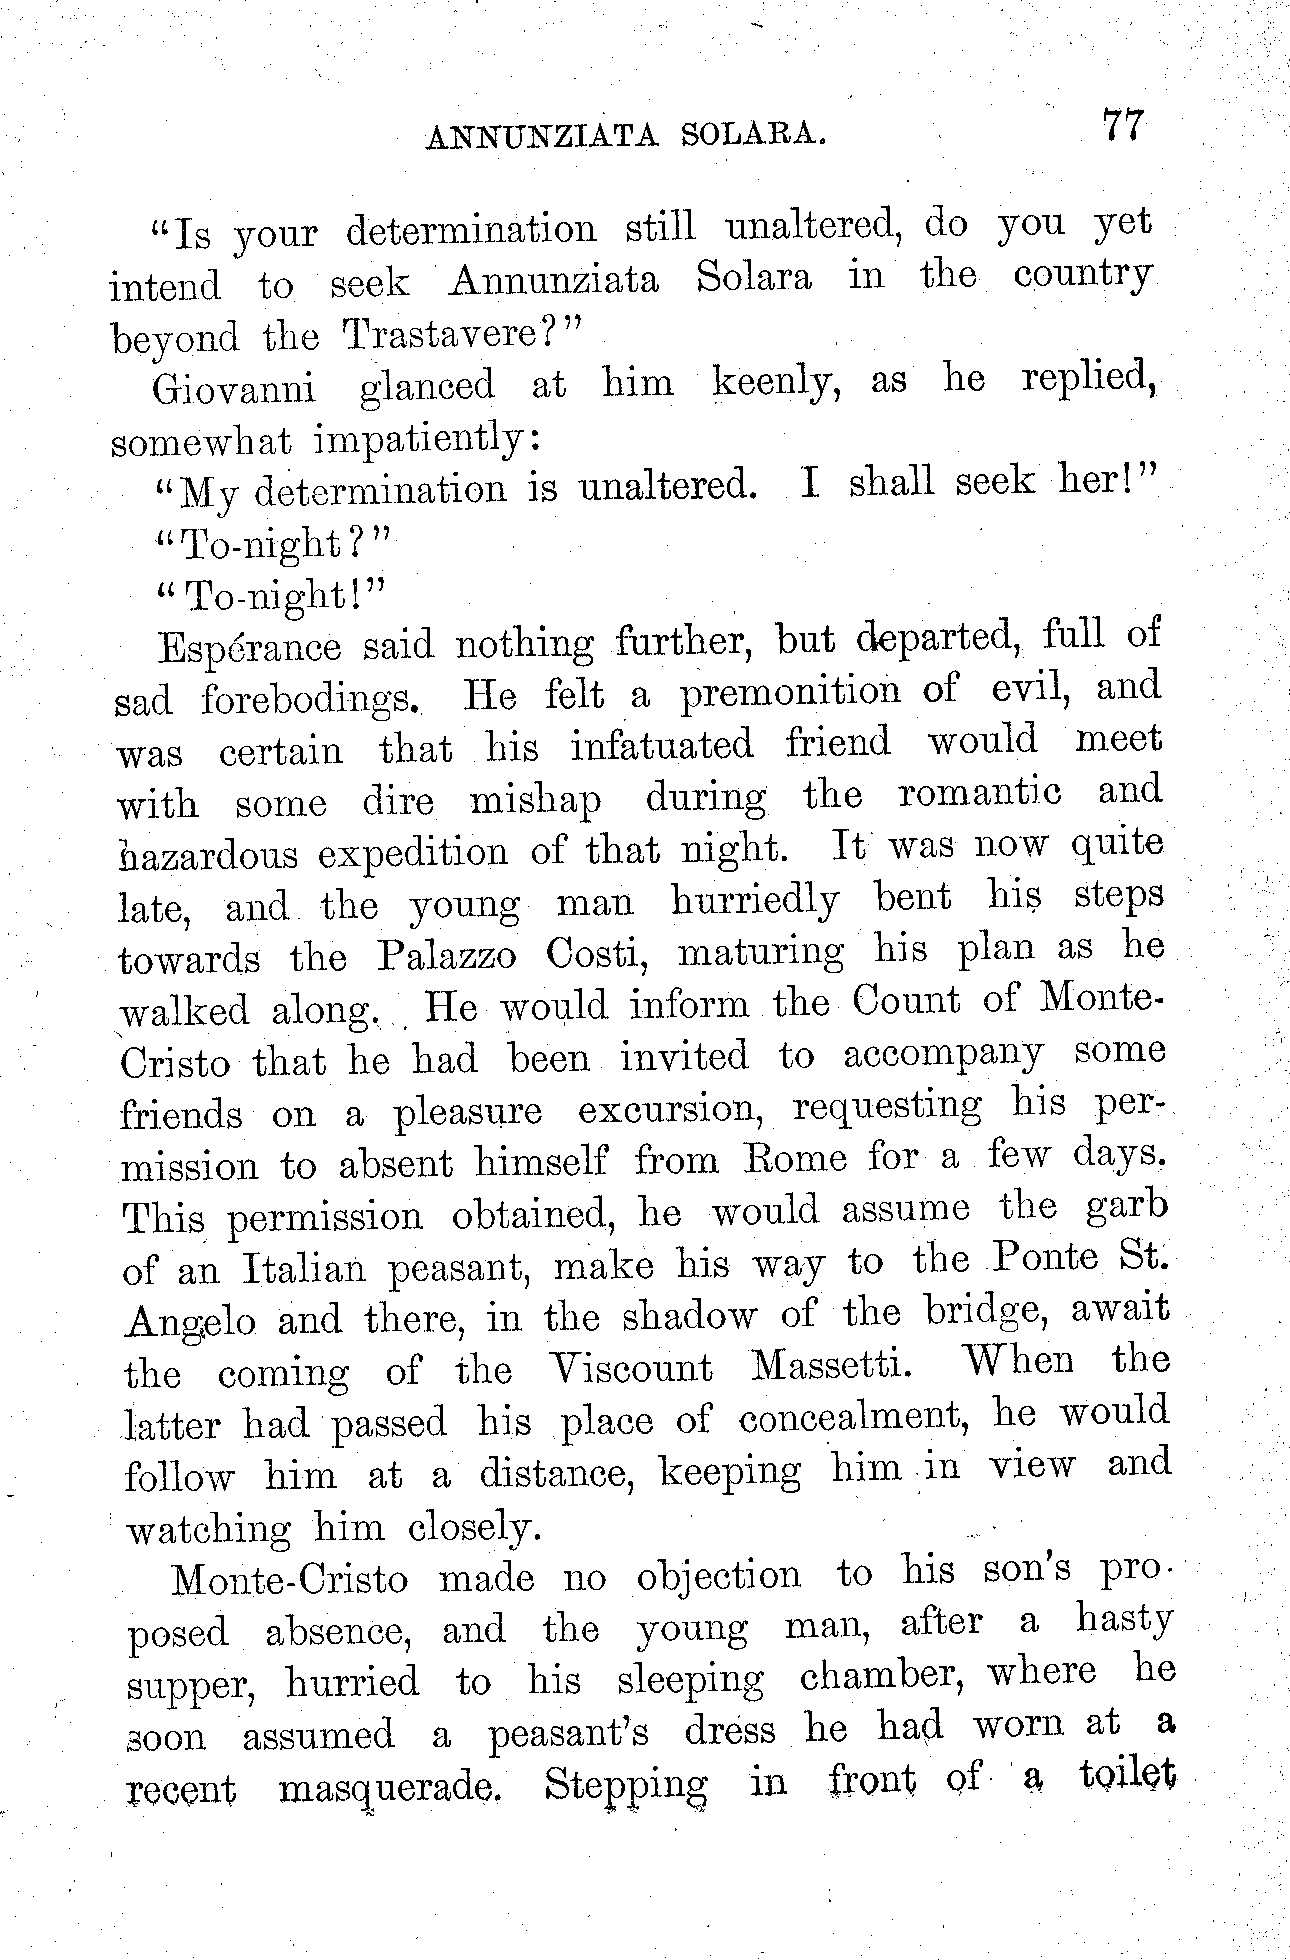 ANNUNZIATA SOLARA. 77
"Is your determination still unaltered, do you yet
intend to seek Annunziata Solara in the country
beyond the Trastavere?"
Giovanni glanced at him keenly, as he replied,
somewhat impatiently:
"My determination is unaltered. I shall seek her!"
"To-night?"
"To-night!"
Espérance said nothing further, but departed, full of
sad forebodings. He felt a premonition of evil, and
was certain that his infatuated friend would meet
with some dire mishap during the romantic and
hazardous expedition of that night. It was now quite
late, and the young man hurriedly bent his steps
towards the Palazzo Costi, maturing his plan as he
walked along. He would inform the Count of Monte-
Cristo that he had been invited to accompany some
friends on a pleasure excursion, requesting his per-
mission to absent himself from Rome for a few days.
This permission obtained, he would assume the garb
of an Italian peasant, make his way to the Ponte St.
Angelo and there, in the shadow of the bridge, await
the coming of the Viscount Massetti. When the
latter had passed his place of concealment, he would
follow him at a distance, keeping him in view and
watching him closely.
Monte-Cristo made no objection to his son's pro-
posed absence, and the young man, after a hasty
supper, hurried to his sleeping chamber, where he
soon assumed a peasant's dress he had worn at a
recent masquerade. Stepping in front of a toilet